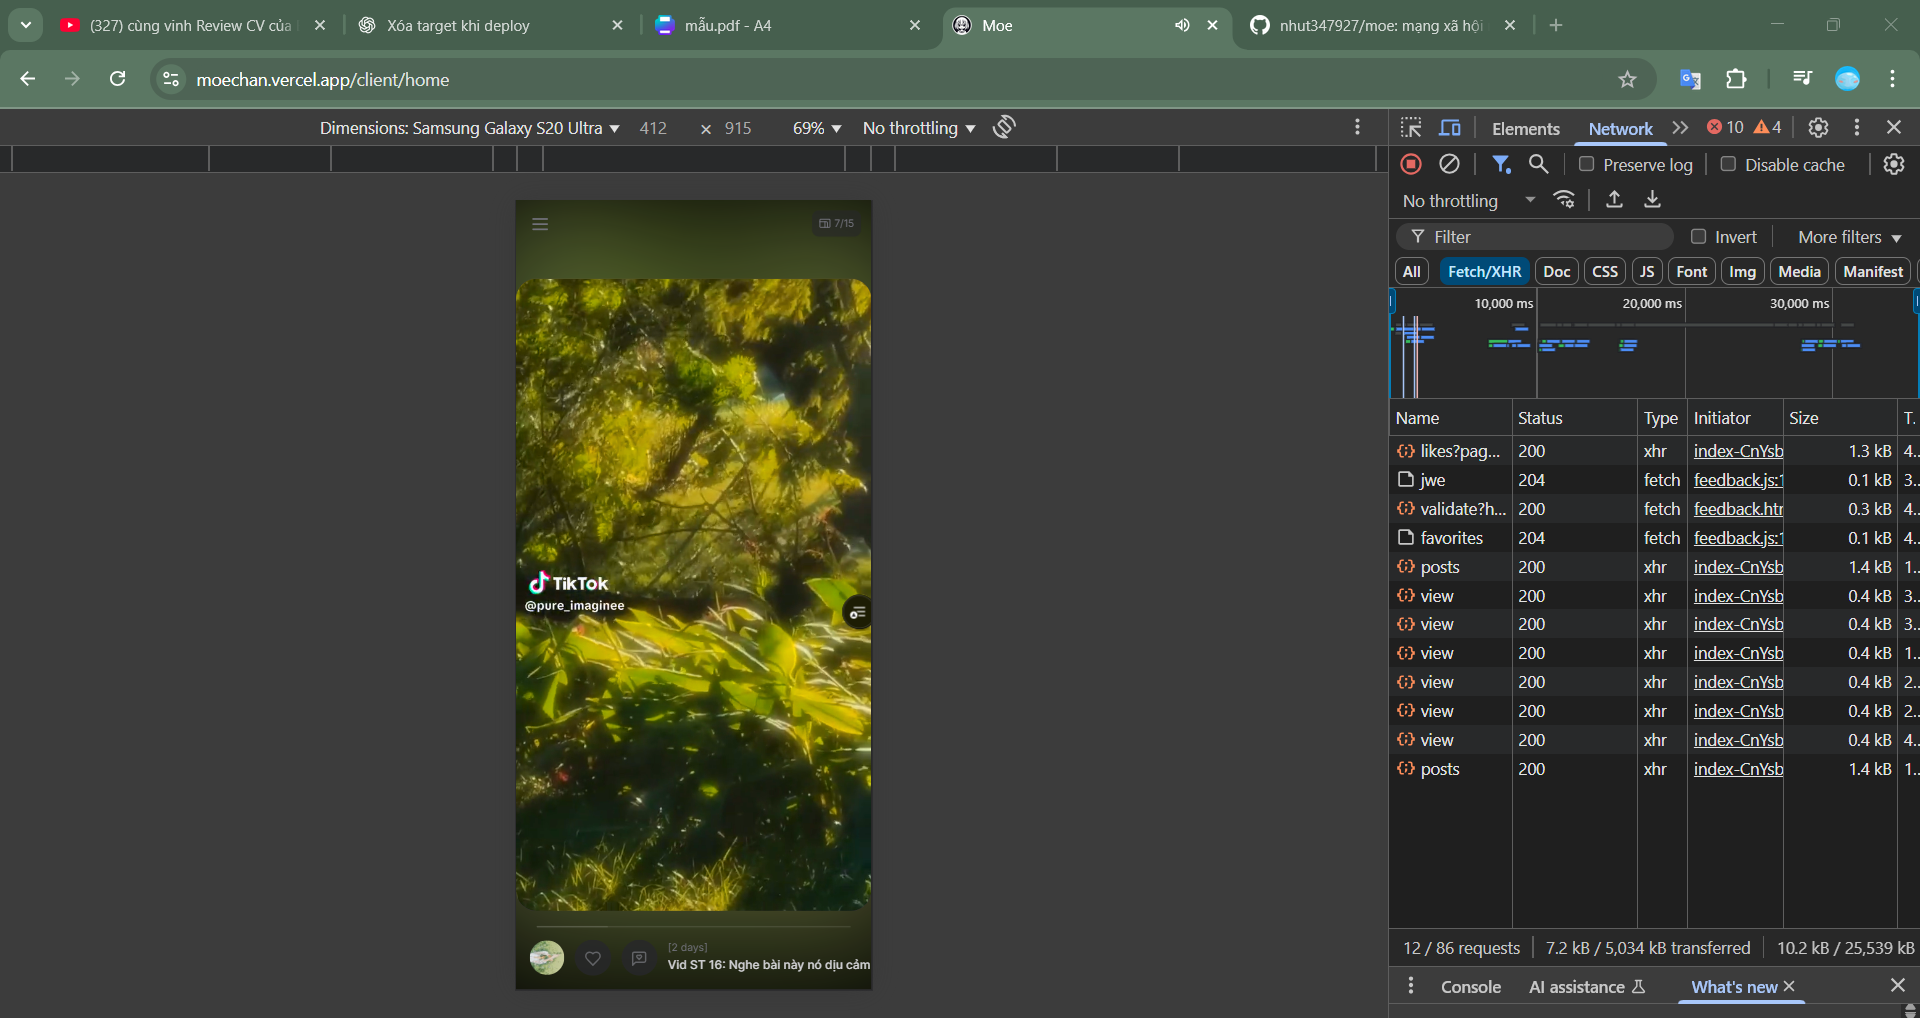 (327) cùng vinh Review CV của
Xóa target khi deploy
mẫu.pdf - A4
Moe
nhut347927/moe: mạng xã hội
moechan.vercel.app/client/home
Dimensions: Samsung Galaxy S20 Ultra
412 × 915
69%
No throttling
Elements
Network
10
4
Preserve log
Disable cache
No throttling
Filter
Invert
More filters
All
Fetch/XHR
Doc
CSS
JS
Font
Img
Media
Manifest
10,000 ms
20,000 ms
30,000 ms
Name Status Type Initiator Size T.
likes?pag... 200 xhr index-CnYsb 1.3 kB 4..
jwe 204 fetch feedback.js:1 0.1 kB 3..
validate?h... 200 fetch feedback.htr 0.3 kB 4..
favorites 204 fetch feedback.js:1 0.1 kB 4..
posts 200 xhr index-CnYsb 1.4 kB 1..
view 200 xhr index-CnYsb 0.4 kB 3..
view 200 xhr index-CnYsb 0.4 kB 3..
view 200 xhr index-CnYsb 0.4 kB 1..
view 200 xhr index-CnYsb 0.4 kB 2..
view 200 xhr index-CnYsb 0.4 kB 2..
view 200 xhr index-CnYsb 0.4 kB 4..
posts 200 xhr index-CnYsb 1.4 kB 1..
12 / 86 requests
7.2 kB / 5,034 kB transferred
10.2 kB / 25,539 kB
Console
AI assistance
What's new
7/15
TikTok
@pure_imaginee
[2 days]
Vid ST 16: Nghe bài này nó dịu cảm